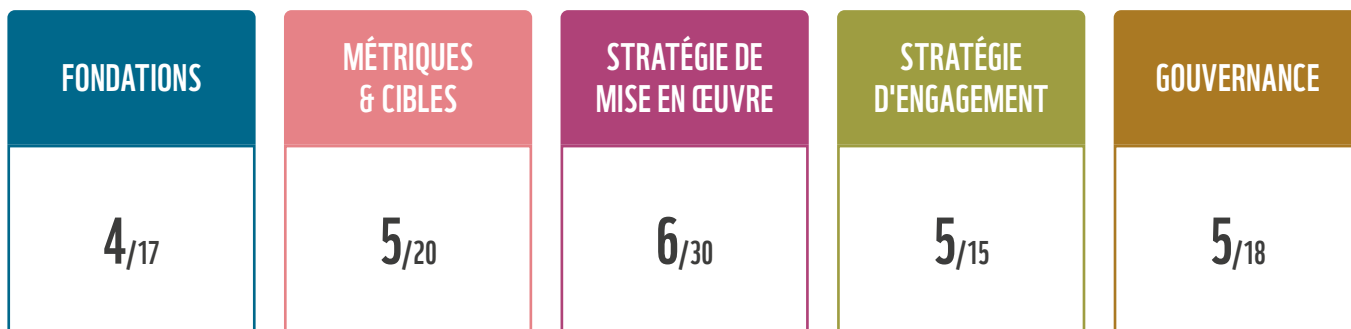 FONDATIONS
4/17
MÉTRIQUES
& CIBLES
5/20
STRATÉGIE DE
MISE EN ŒUVRE
6/30
STRATÉGIE
D'ENGAGEMENT
5/15
GOUVERNANCE
5/18